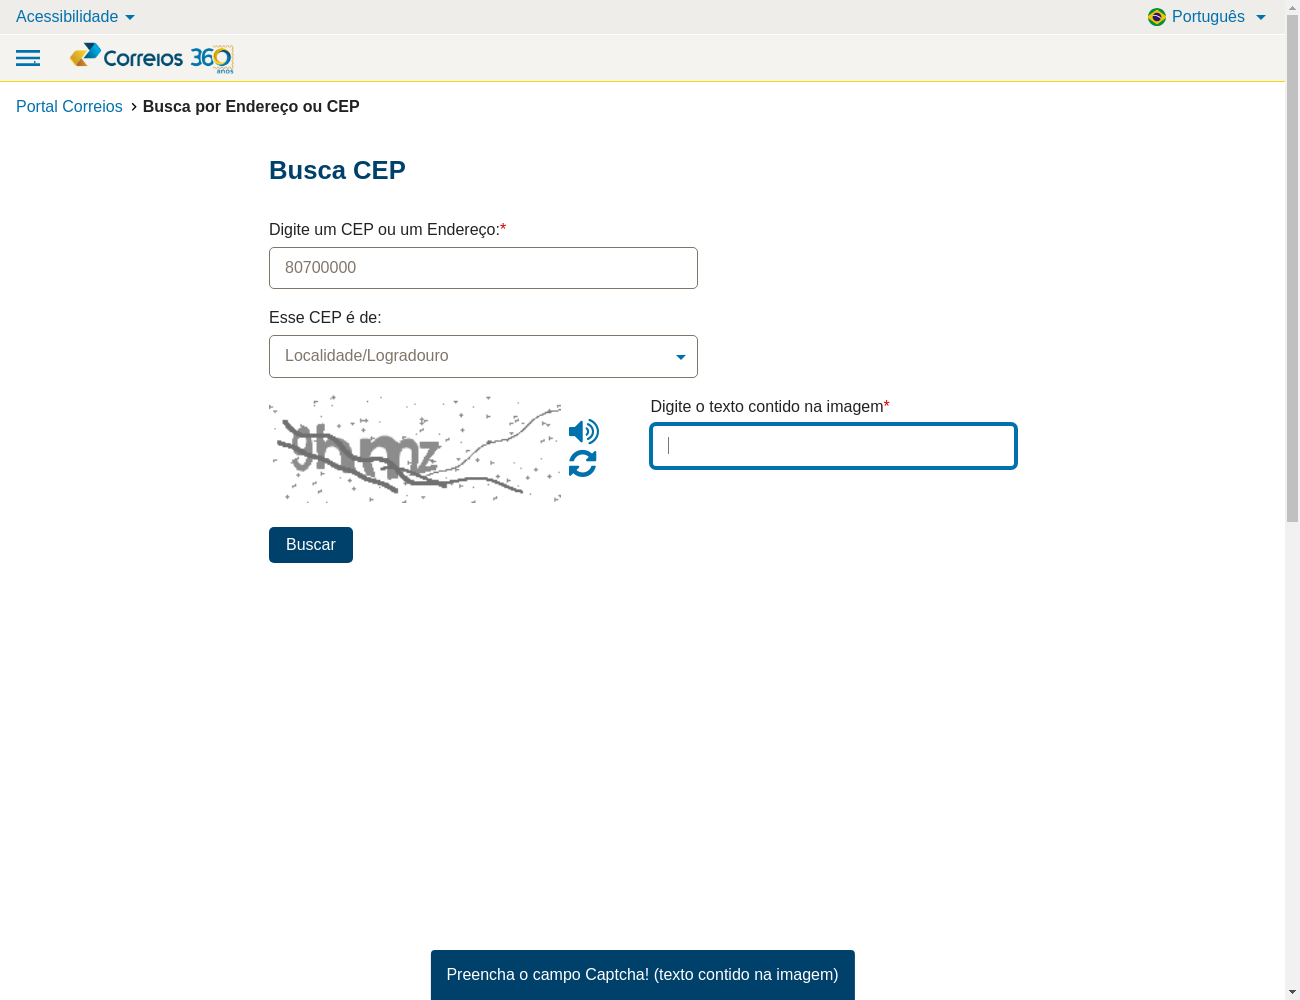 Acessibilidade
Português
Correios 360
anos
Portal Correios > Busca por Endereço ou CEP
Busca CEP
Digite um CEP ou um Endereço:*
80700000
Esse CEP é de:
Localidade/Logradouro
Digite o texto contido na imagem*
Buscar
Preencha o campo Captcha! (texto contido na imagem)